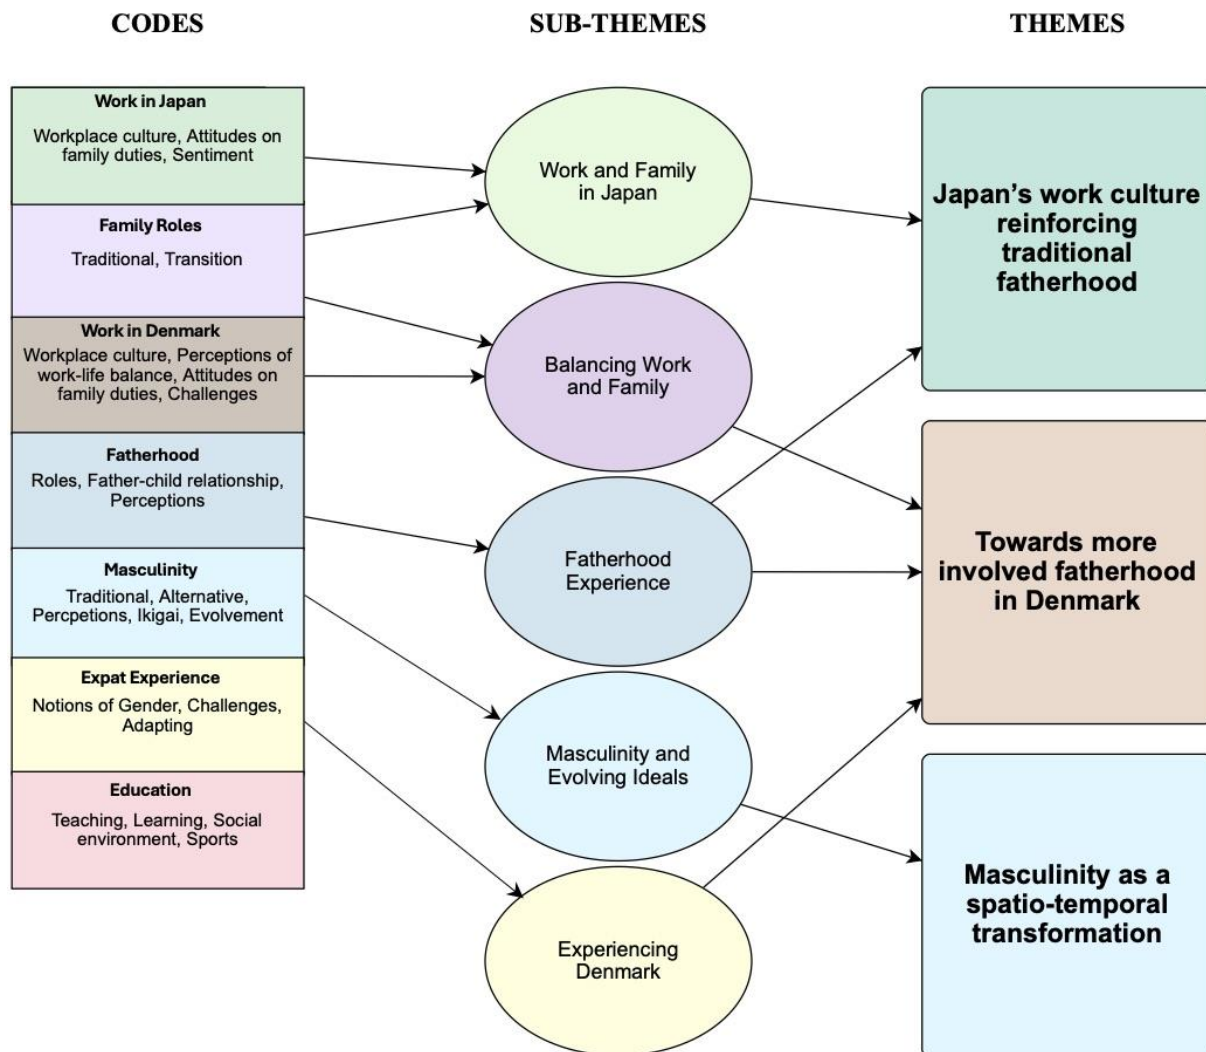 CODES
SUB-THEMES
THEMES
Work in Japan
Workplace culture, Attitudes on
family duties, Sentiment
Family Roles
Traditional, Transition
Work in Denmark
Workplace culture, Perceptions of
work-life balance, Attitudes on
family duties, Challenges
Fatherhood
Roles, Father-child relationship,
Perceptions
Masculinity
Traditional, Alternative,
Percpetions, Ikigai, Evolvement
Expat Experience
Notions of Gender, Challenges,
Adapting
Education
Teaching, Learning, Social
environment, Sports
Work and Family
in Japan
Balancing Work
and Family
Fatherhood
Experience
Masculinity and
Evolving Ideals
Experiencing
Denmark
Japan’s work culture
reinforcing
traditional
fatherhood
Towards more
involved fatherhood
in Denmark
Masculinity as a
spatio-temporal
transformation